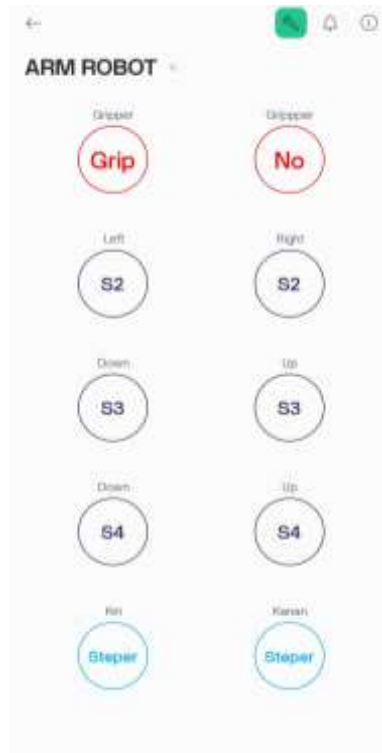 ARM ROBOT
Gripper Gripper
Grip No
Left Right
S2 S2
Down Up
S3 S3
Down Up
S4 S4
Kiri Kanan
Steper Steper